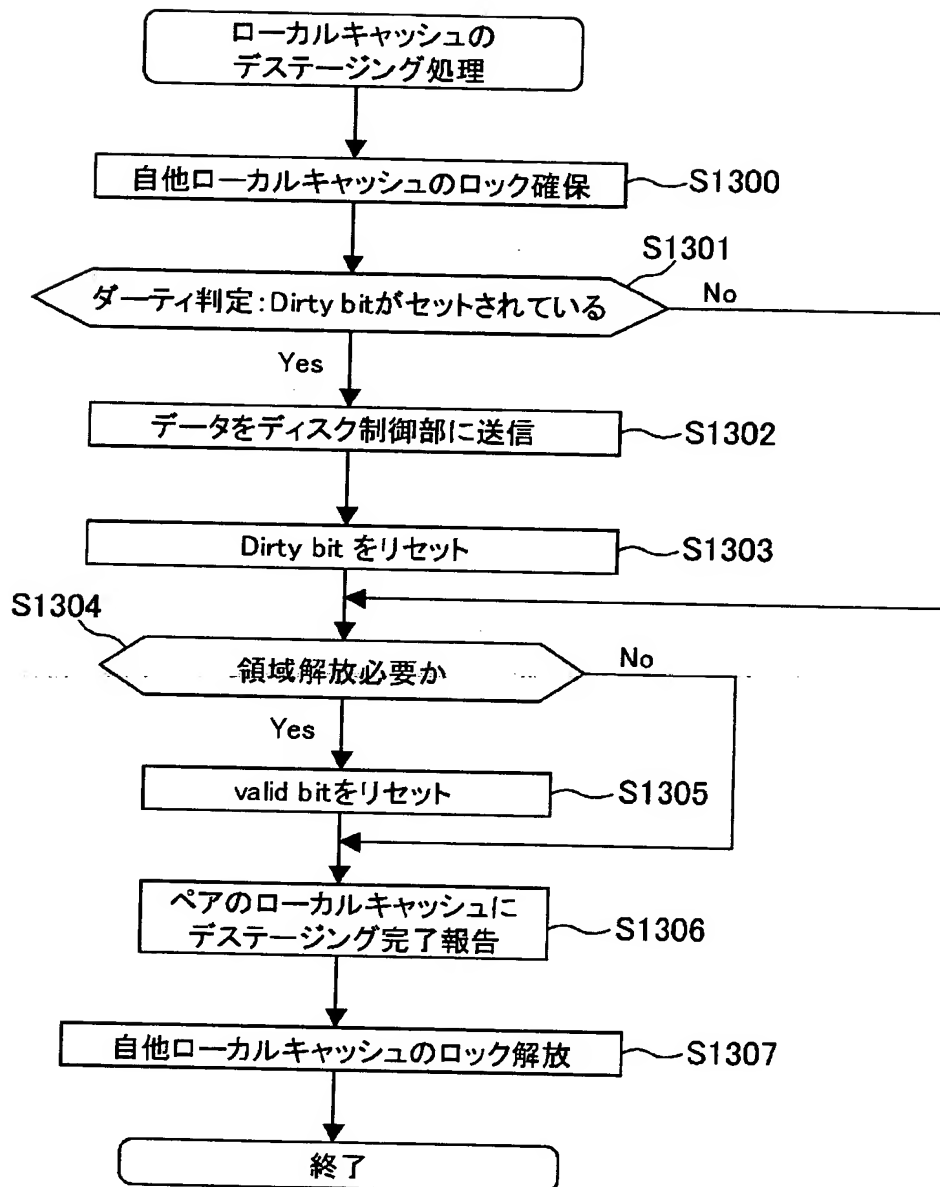 ローカルキャッシュの
デステージング処理
自他ローカルキャッシュのロック確保
S1300
S1301
ダーティ判定:Dirty bitがセットされている
No
Yes
データをディスク制御部に送信
S1302
Dirty bit をリセット
S1303
S1304
領域解放必要か
No
Yes
valid bitをリセット
S1305
ペアのローカルキャッシュに
デステージング完了報告
S1306
自他ローカルキャッシュのロック解放
S1307
終了